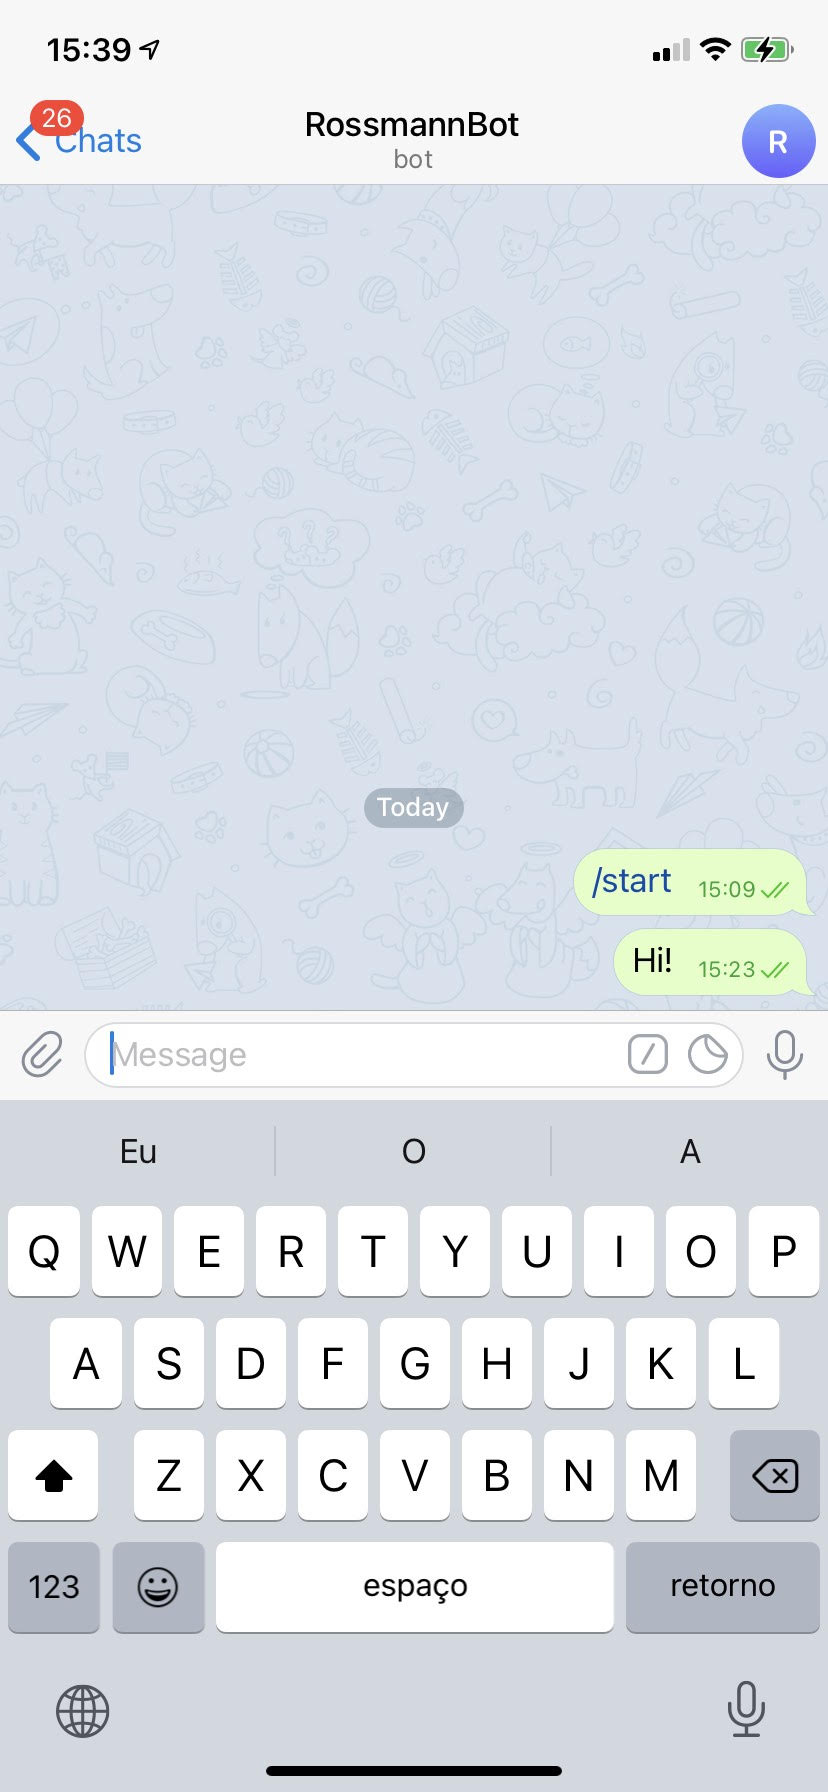 15:39
26
Chats
RossmannBot
bot
R
Today
/start 15:09
Hi! 15:23
Message
Eu O A
Q W E R T Y U I O P
A S D F G H J K L
Z X C V B N M
123 espaço retorno